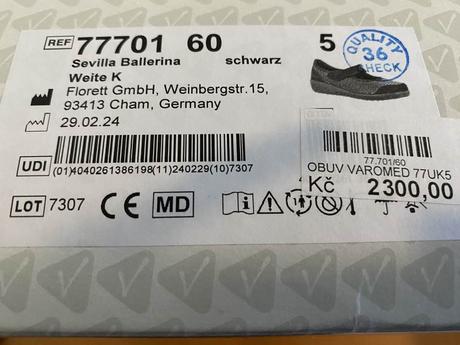 REF 77701 60 5
Sevilla Ballerina schwarz
Weite K
Florett GmbH, Weinbergstr.15,
93413 Cham, Germany
29.02.24
QUALITY
36
CHECK
UDI
(01)4040261386198(11)240229(10)7307
LOT 7307 CE MD
77.701/60
OBUV VAROMED 77UK5
Kč 2300,00